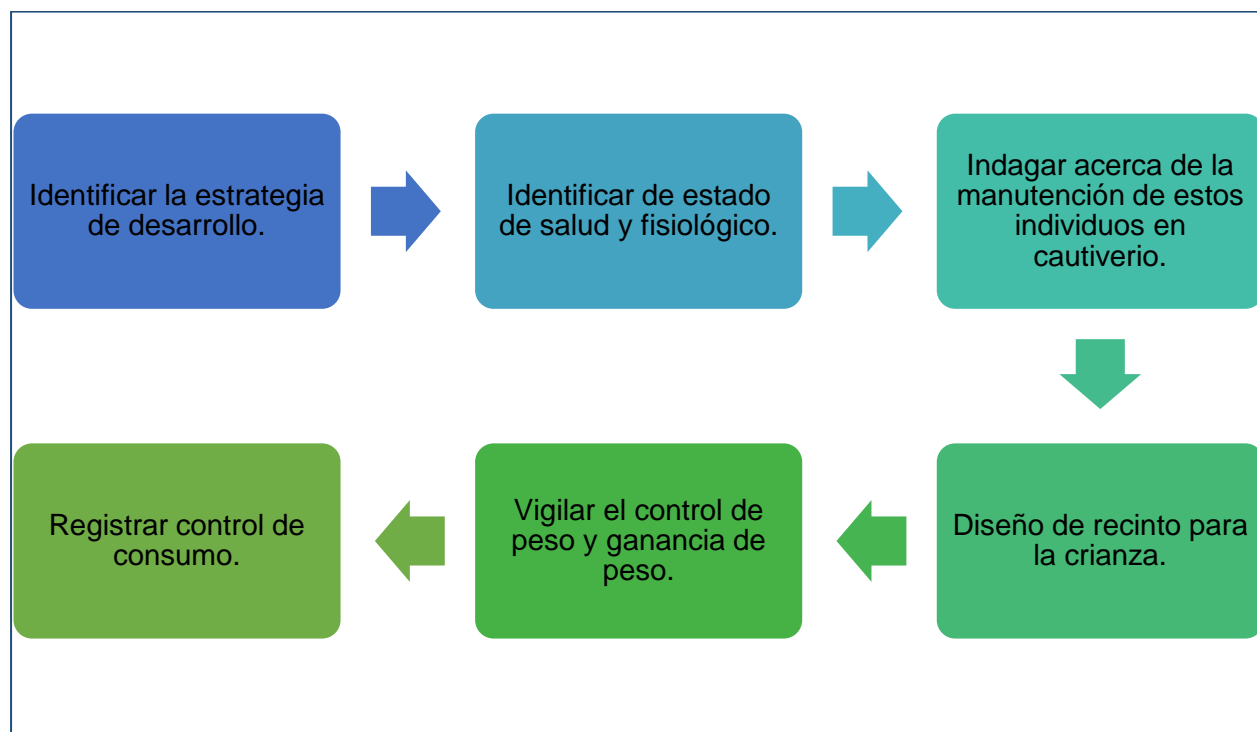 Identificar la estrategia
de desarrollo.
Identificar de estado
de salud y fisiológico.
Indagar acerca de la
manutención de estos
individuos en
cautiverio.
Diseño de recinto para
la crianza.
Vigilar el control de
peso y ganancia de
peso.
Registrar control de
consumo.